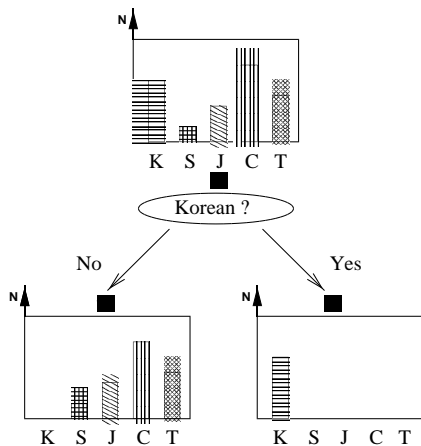 N
K S J C T
Korean ?
No Yes
N N
K S J C T K S J C T